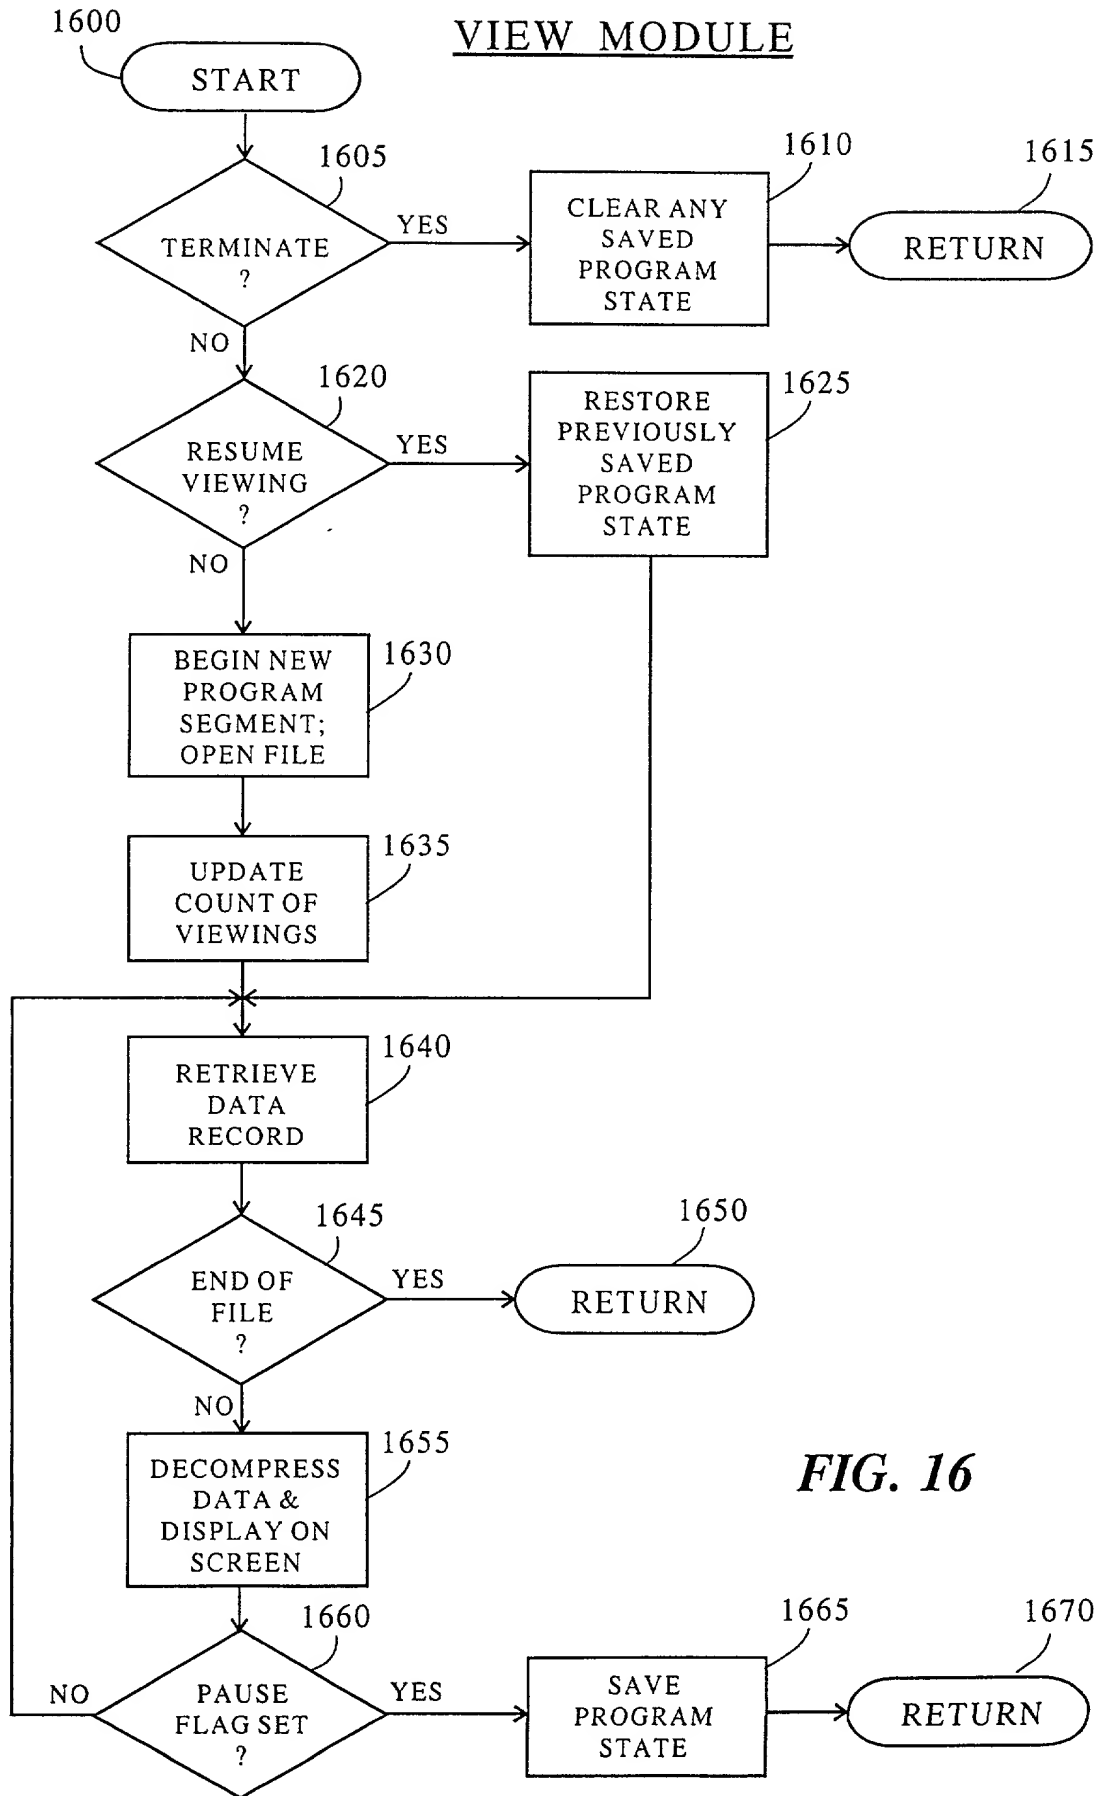 VIEW MODULE
1600
START
1605
TERMINATE
?
YES
1610
CLEAR ANY
SAVED
PROGRAM
STATE
1615
RETURN
NO
1620
RESUME
VIEWING
?
YES
1625
RESTORE
PREVIOUSLY
SAVED
PROGRAM
STATE
NO
1630
BEGIN NEW
PROGRAM
SEGMENT;
OPEN FILE
1635
UPDATE
COUNT OF
VIEWINGS
1640
RETRIEVE
DATA
RECORD
1645
END OF
FILE
?
YES
1650
RETURN
NO
1655
DECOMPRESS
DATA &
DISPLAY ON
SCREEN
FIG. 16
1660
PAUSE
FLAG SET
?
NO
YES
1665
SAVE
PROGRAM
STATE
1670
RETURN